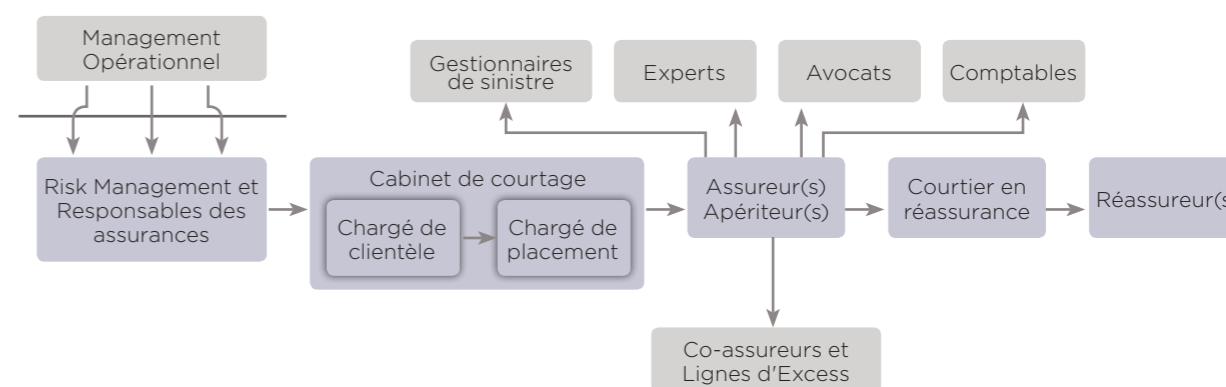 Management
Opérationnel
Gestionnaires
de sinistre
Experts
Avocats
Comptables
Risk Management et
Responsables des
assurances
Cabinet de courtage
Chargé de
clientèle
Chargé de
placement
Assureur(s)
Apériteur(s)
Courtier en
réassurance
Réassureur(s
Co-assureurs et
Lignes d'Excess